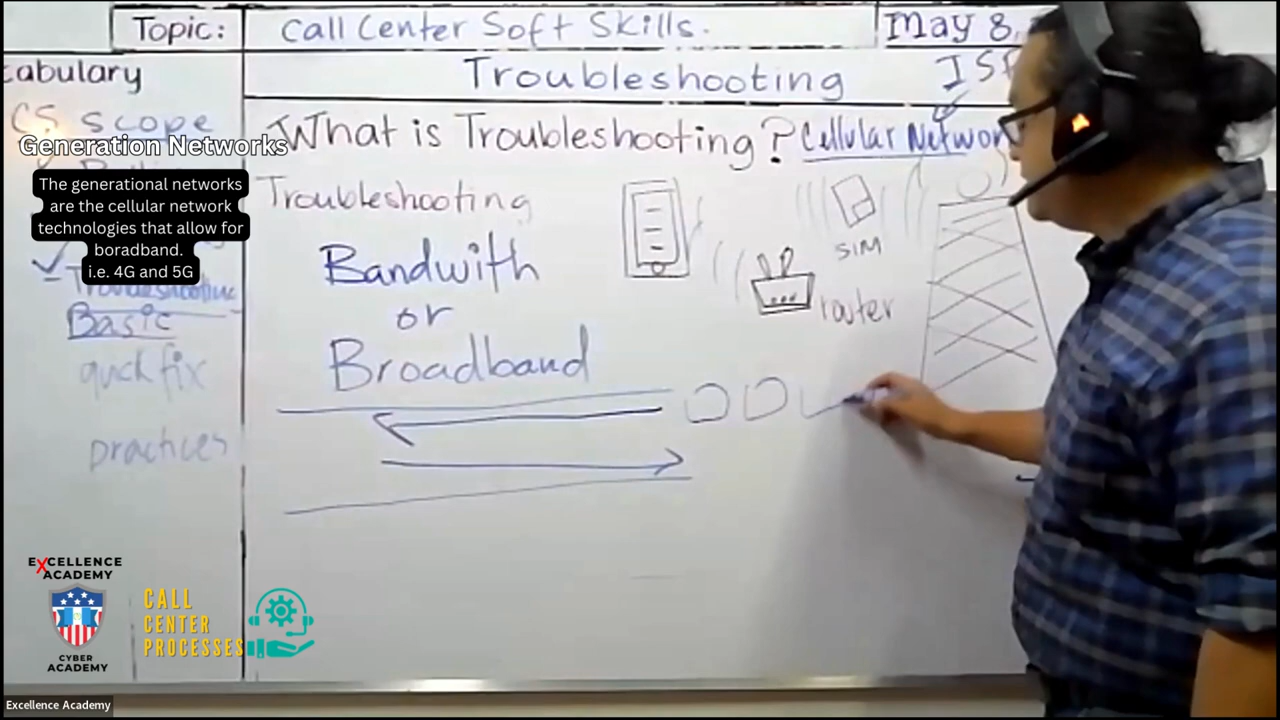 Topic:
Call Center Soft Skills.
May 8,
cabulary
Troubleshooting
CS scope
What is Troubleshooting?
Cellular Network
Generation Networks
The generational networks
are the cellular network
technologies that allow for
boradband.
i.e. 4G and 5G
Troubleshooting
Bandwith
or
Broadband
SIM
router
Troubleshooting
Basic
quick fix
practices
EXCELLENCE
ACADEMY
CYBER
ACADEMY
CALL
CENTER
PROCESSES
Excellence Academy